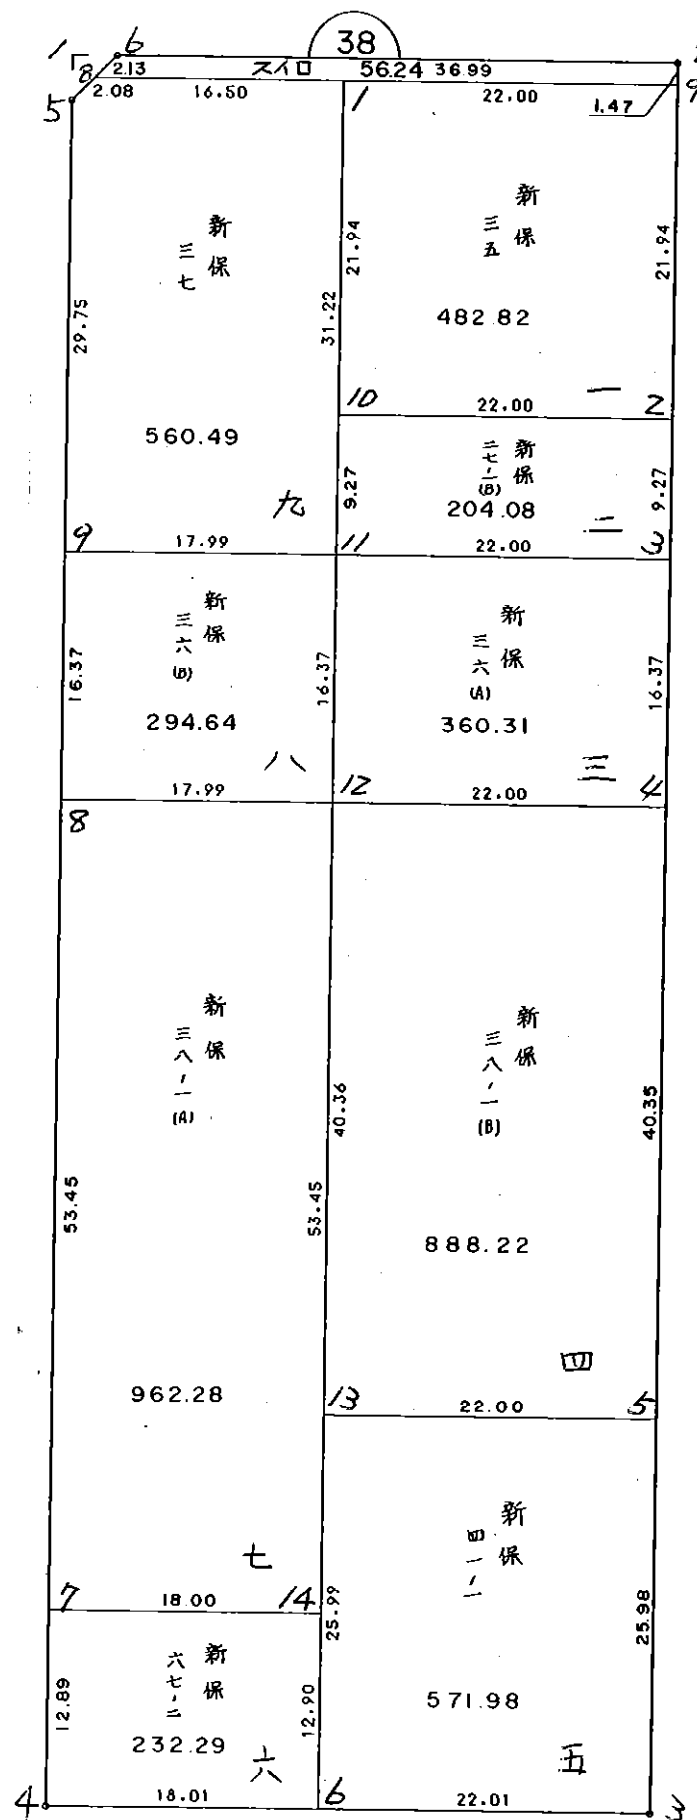 38
1
6
2.13
スイロ
56.24
36.99
9
8
2.08
16.50
1
22.00
1.47
5
新保
三七
29.75
31.22
560.49
九
新保
三五
21.94
21.94
482.82
一
10
22.00
2
新保
二七-二
(B)
9.27
9.27
204.08
二
9
17.99
11
22.00
3
新保
三六
(B)
16.37
16.37
294.64
八
新保
三六
(A)
16.37
360.31
三
8
17.99
12
22.00
4
新保
三八-一
(A)
53.45
53.45
962.28
七
新保
三八-一
(B)
40.36
40.35
888.22
四
13
22.00
5
新保
四一-一
25.99
25.98
571.98
五
7
18.00
14
新保
六七-二
12.89
12.90
232.29
六
4
18.01
6
22.01
3